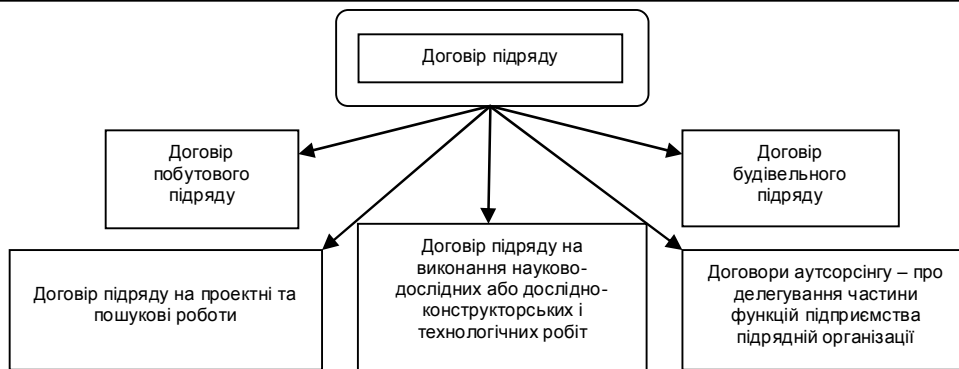 Договір підряду
Договір
побутового
підряду
Договір
будівельного
підряду
Договір підряду на проектні та
пошукові роботи
Договір підряду на
виконання науково-
дослідних або дослідно-
конструкторських і
технологічних робіт
Договори аутсорсінгу – про
делегування частини
функцій підприємства
підрядній організації